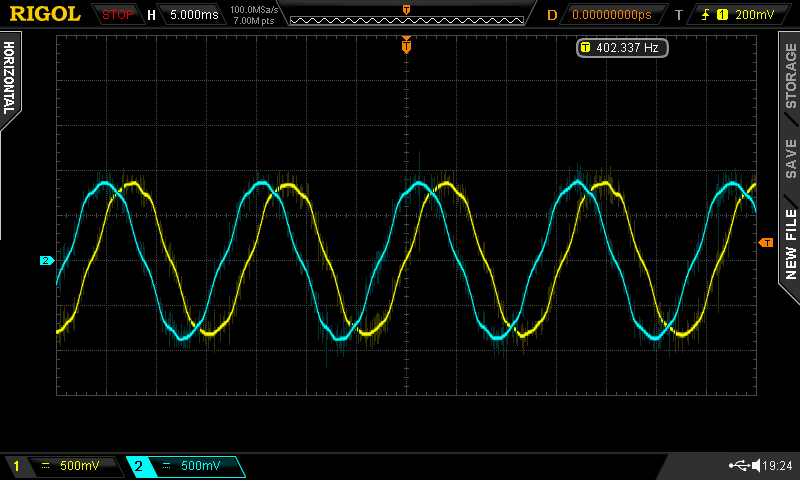 RIGOL STOP H 5.000ms 100.0MSa/s 7.00M pts T D 0.00000000ps T 1 200mV
T T 402.337 Hz
HORIZONTAL
STORAGE
SAVE
NEW FILE
T
2
1 500mV 2 500mV 19:24